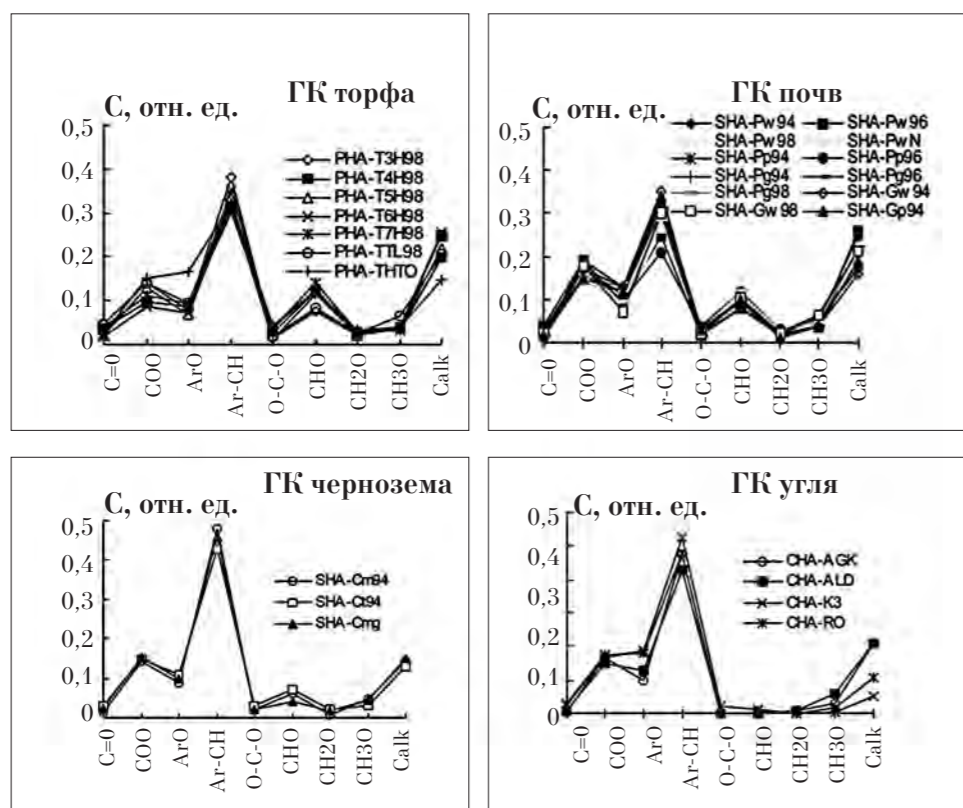 ГК торфа
С, отн. ед.
0,5
0,4
0,3
0,2
0,1
0
PHA-T3H98
PHA-T4H98
PHA-T5H98
PHA-T6H98
PHA-T7H98
PHA-TTL98
PHA-THTO
C=0
COO
ArO
Ar-CH
O-C-O
CHO
CH2O
CH3O
Calk
ГК почв
С, отн. ед.
0,5
0,4
0,3
0,2
0,1
0
SHA-Pw94 SHA-Pw96
SHA-Pw98 SHA-PwN
SHA-Pp94 SHA-Pp96
SHA-Pg94 SHA-Pg96
SHA-Pg98 SHA-Gw94
SHA-Gw98 SHA-Gp94
C=0
COO
ArO
Ar-CH
O-C-O
CHO
CH2O
CH3O
Calk
ГК чернозема
С, отн. ед.
0,5
0,4
0,3
0,2
0,1
0
SHA-Cm94
SHA-Ct94
SHA-Cmg
C=0
COO
ArO
Ar-CH
O-C-O
CHO
CH2O
CH3O
Calk
ГК угля
С, отн. ед.
0,5
0,4
0,3
0,2
0,1
0
CHA-AGK
CHA-ALD
CHA-K3
CHA-RO
C=0
COO
ArO
Ar-CH
O-C-O
CHO
CH2O
CH3O
Calk